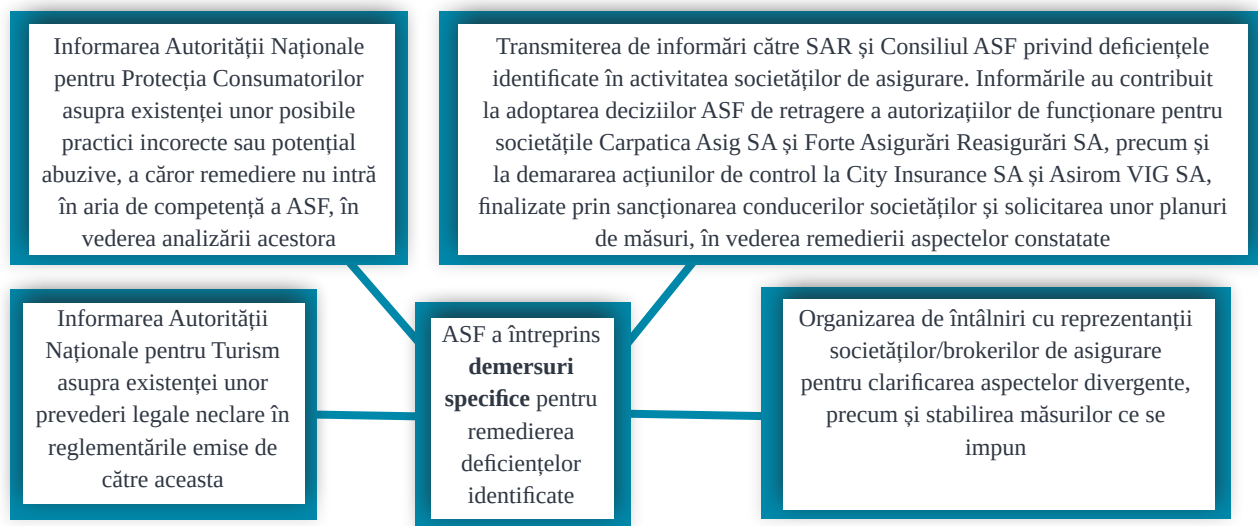 Informarea Autorității Naționale
pentru Protecția Consumatorilor
asupra existenței unor posibile
practici incorecte sau potențial
abuzive, a căror remediere nu intră
în aria de competență a ASF, în
vederea analizării acestora
Transmiterea de informări către SAR și Consiliul ASF privind deficiențele
identificate în activitatea societăților de asigurare. Informările au contribuit
la adoptarea deciziilor ASF de retragere a autorizațiilor de funcționare pentru
societățile Carpatica Asig SA și Forte Asigurări Reasigurări SA, precum și
la demararea acțiunilor de control la City Insurance SA și Asirom VIG SA,
finalizate prin sancționarea conducerilor societăților și solicitarea unor planuri
de măsuri, în vederea remedierii aspectelor constatate
Informarea Autorității
Naționale pentru Turism
asupra existenței unor
prevederi legale neclare în
reglementările emise de
către aceasta
ASF a întreprins
demersuri
specifice pentru
remedierea
deficiențelor
identificate
Organizarea de întâlniri cu reprezentanții
societăților/brokerilor de asigurare
pentru clarificarea aspectelor divergente,
precum și stabilirea măsurilor ce se
impun